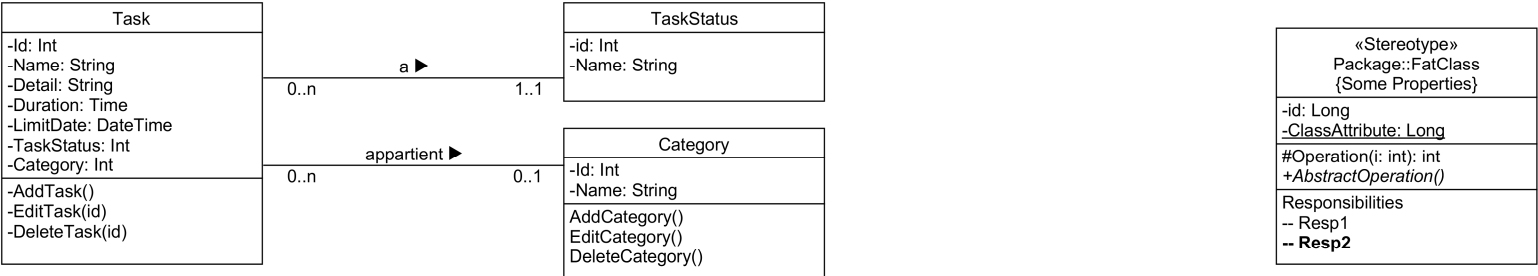 Task
-Id: Int
-Name: String
-Detail: String
-Duration: Time
-LimitDate: DateTime
-TaskStatus: Int
-Category: Int
-AddTask()
-EditTask(id)
-DeleteTask(id)
a ▶
0..n
1..1
appartient ▶
0..n
0..1
TaskStatus
-id: Int
-Name: String
Category
-Id: Int
-Name: String
AddCategory()
EditCategory()
DeleteCategory()
«Stereotype»
Package::FatClass
{Some Properties}
-id: Long
-ClassAttribute: Long
#Operation(i: int): int
+AbstractOperation()
Responsibilities
-- Resp1
-- Resp2